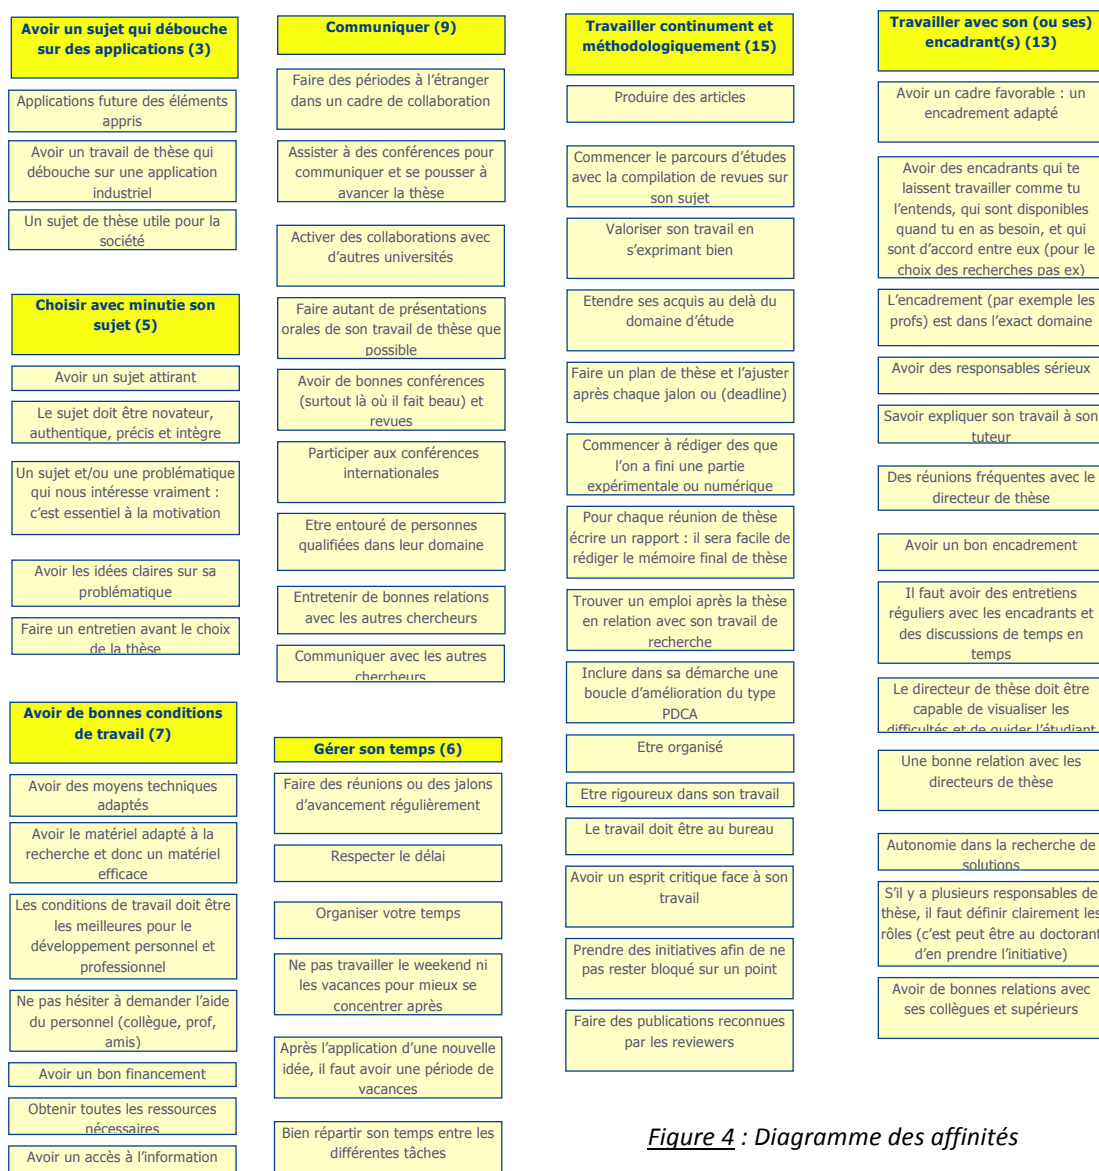 Avoir un sujet qui débouche
sur des applications (3)
Applications future des éléments
appris
Avoir un travail de thèse qui
débouche sur une application
industriel
Un sujet de thèse utile pour la
société
Choisir avec minutie son
sujet (5)
Avoir un sujet attirant
Le sujet doit être novateur,
authentique, précis et intègre
Un sujet et/ou une problématique
qui nous intéresse vraiment :
c’est essentiel à la motivation
Avoir les idées claires sur sa
problématique
Faire un entretien avant le choix
de la thèse
Avoir de bonnes conditions
de travail (7)
Avoir des moyens techniques
adaptés
Avoir le matériel adapté à la
recherche et donc un matériel
efficace
Les conditions de travail doit être
les meilleures pour le
développement personnel et
professionnel
Ne pas hésiter à demander l’aide
du personnel (collègue, prof,
amis)
Avoir un bon financement
Obtenir toutes les ressources
nécessaires
Avoir un accès à l’information
Communiquer (9)
Faire des périodes à l’étranger
dans un cadre de collaboration
Assister à des conférences pour
communiquer et se pousser à
avancer la thèse
Activer des collaborations avec
d’autres universités
Faire autant de présentations
orales de son travail de thèse que
possible
Avoir de bonnes conférences
(surtout là où il fait beau) et
revues
Participer aux conférences
internationales
Etre entouré de personnes
qualifiées dans leur domaine
Entretenir de bonnes relations
avec les autres chercheurs
Communiquer avec les autres
chercheurs
Gérer son temps (6)
Faire des réunions ou des jalons
d’avancement régulièrement
Respecter le délai
Organiser votre temps
Ne pas travailler le weekend ni
les vacances pour mieux se
concentrer après
Après l’application d’une nouvelle
idée, il faut avoir une période de
vacances
Bien répartir son temps entre les
différentes tâches
Travailler continument et
méthodologiquement (15)
Produire des articles
Commencer le parcours d’études
avec la compilation de revues sur
son sujet
Valoriser son travail en
s’exprimant bien
Etendre ses acquis au delà du
domaine d’étude
Faire un plan de thèse et l’ajuster
après chaque jalon ou (deadline)
Commencer à rédiger des que
l’on a fini une partie
expérimentale ou numérique
Pour chaque réunion de thèse
écrire un rapport : il sera facile de
rédiger le mémoire final de thèse
Trouver un emploi après la thèse
en relation avec son travail de
recherche
Inclure dans sa démarche une
boucle d’amélioration du type
PDCA
Etre organisé
Etre rigoureux dans son travail
Le travail doit être au bureau
Avoir un esprit critique face à son
travail
Prendre des initiatives afin de ne
pas rester bloqué sur un point
Faire des publications reconnues
par les reviewers
Travailler avec son (ou ses)
encadrant(s) (13)
Avoir un cadre favorable : un
encadrement adapté
Avoir des encadrants qui te
laissent travailler comme tu
l’entends, qui sont disponibles
quand tu en as besoin, et qui
sont d’accord entre eux (pour le
choix des recherches pas ex)
L’encadrement (par exemple les
profs) est dans l’exact domaine
Avoir des responsables sérieux
Savoir expliquer son travail à son
tuteur
Des réunions fréquentes avec le
directeur de thèse
Avoir un bon encadrement
Il faut avoir des entretiens
réguliers avec les encadrants et
des discussions de temps en
temps
Le directeur de thèse doit être
capable de visualiser les
difficultés et de guider l’étudiant
Une bonne relation avec les
directeurs de thèse
Autonomie dans la recherche de
solutions
S’il y a plusieurs responsables de
thèse, il faut définir clairement les
rôles (c’est peut être au doctorant
d’en prendre l’initiative)
Avoir de bonnes relations avec
ses collègues et supérieurs
Figure 4 : Diagramme des affinités